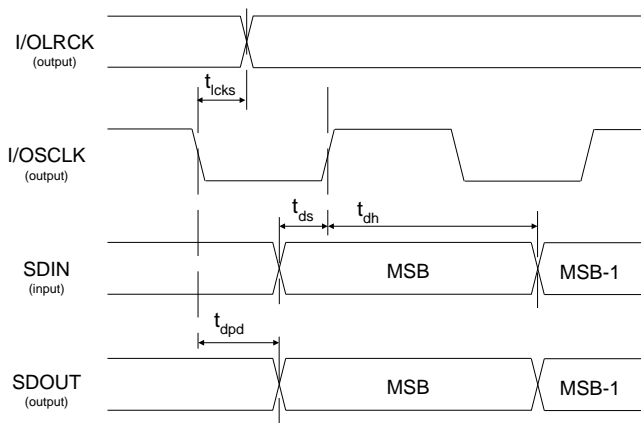 I/OLRCK
(output)
t_lcks
I/OSCLK
(output)
t_ds
t_dh
SDIN
(input)
MSB
MSB-1
t_dpd
SDOUT
(output)
MSB
MSB-1